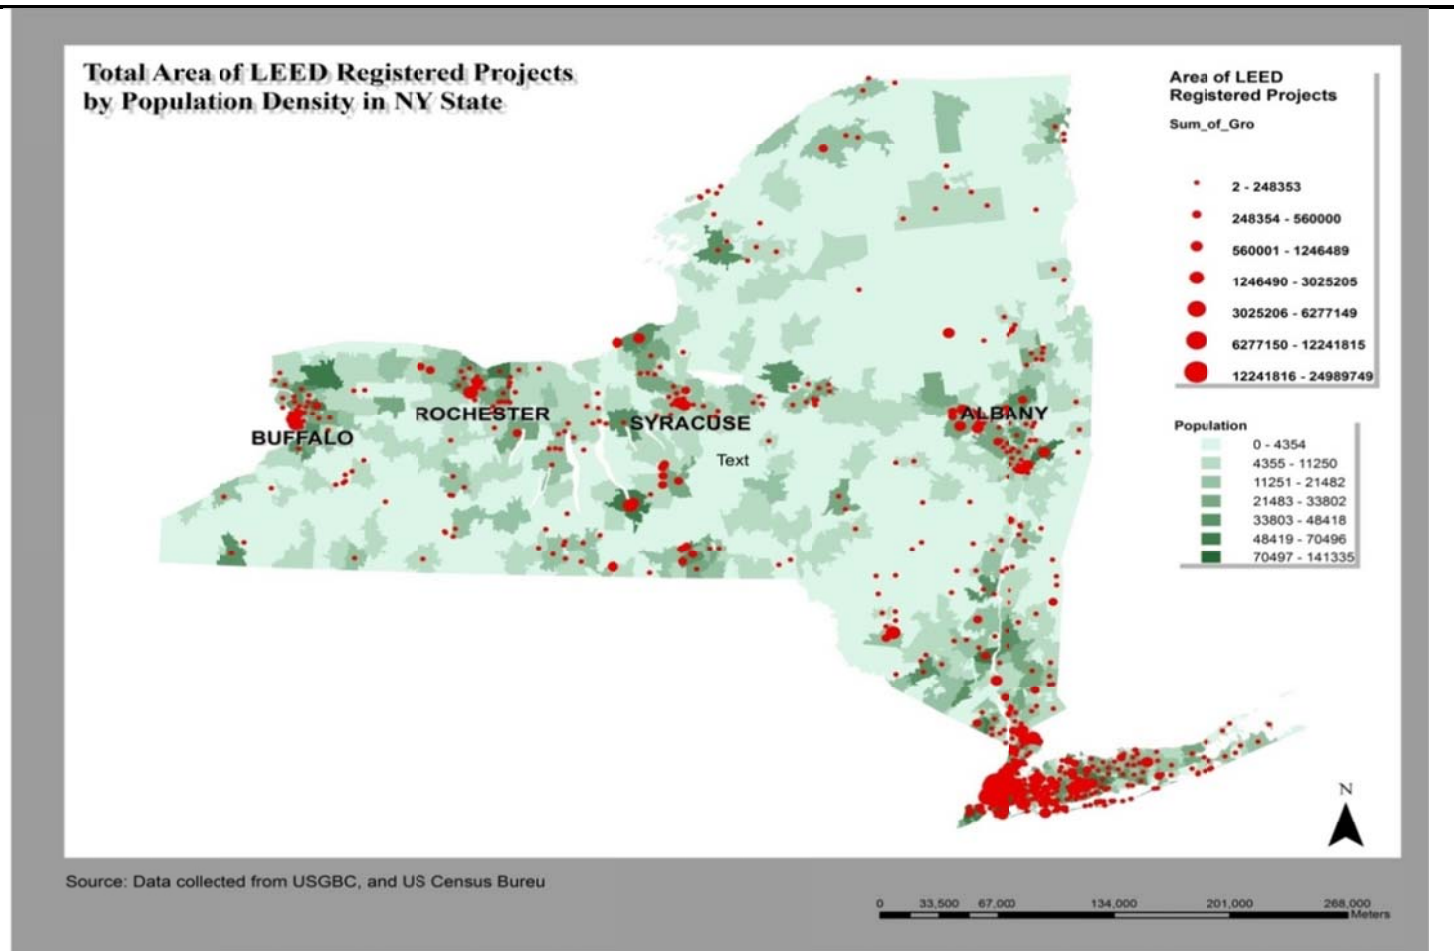 Total Area of LEED Registered Projects
by Population Density in NY State
Area of LEED
Registered Projects
Sum_of_Gro
2 - 248353
248354 - 560000
560001 - 1246489
1246490 - 3025205
3025206 - 6277149
6277150 - 12241815
12241816 - 24989749
Population
0 - 4354
4355 - 11250
11251 - 21482
21483 - 33802
33803 - 48418
48419 - 70496
70497 - 141335
ROCHESTER
SYRACUSE
ALBANY
BUFFALO
Text
N
Source: Data collected from USGBC, and US Census Bureu
0 33,500 67,000 134,000 201,000 268,000
Meters